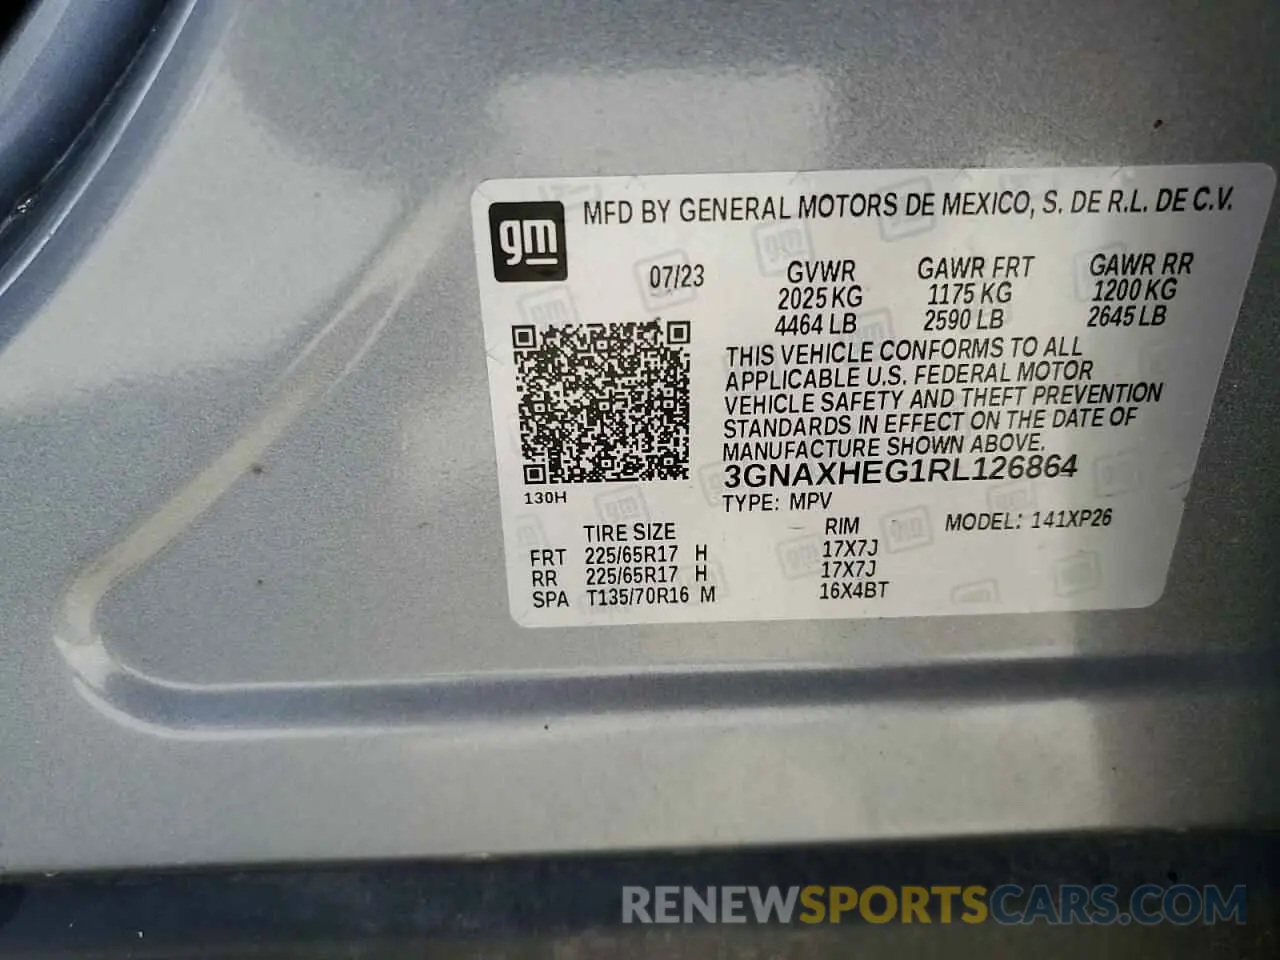 gm
MFD BY GENERAL MOTORS DE MEXICO, S. DE R.L. DE C.V.
07/23 GVWR GAWR FRT GAWR RR
2025 KG 1175 KG 1200 KG
4464 LB 2590 LB 2645 LB
THIS VEHICLE CONFORMS TO ALL
APPLICABLE U.S. FEDERAL MOTOR
VEHICLE SAFETY AND THEFT PREVENTION
STANDARDS IN EFFECT ON THE DATE OF
MANUFACTURE SHOWN ABOVE.
3GNAXHEG1RL126864
130H
TYPE: MPV
TIRE SIZE RIM MODEL: 141XP26
FRT 225/65R17 H 17X7J
RR 225/65R17 H 17X7J
SPA T135/70R16 M 16X4BT
RENEWSPORTSCARS.COM